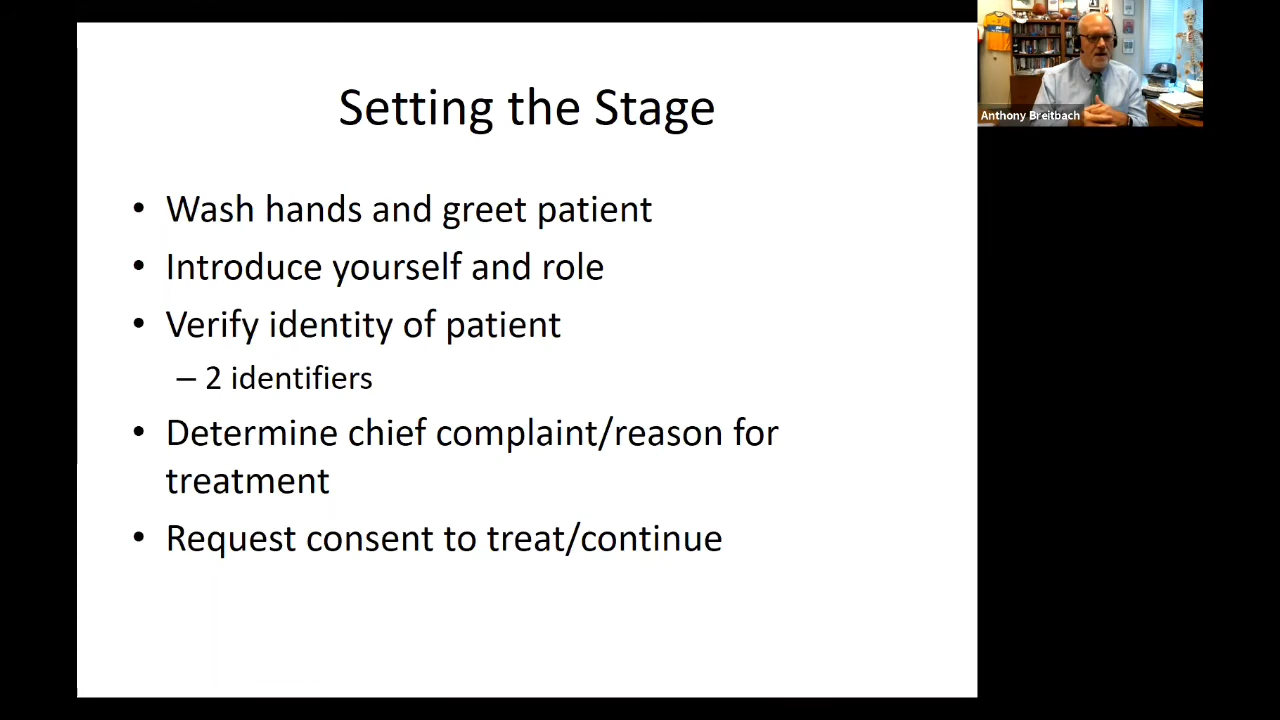 Setting the Stage
• Wash hands and greet patient
• Introduce yourself and role
• Verify identity of patient
– 2 identifiers
• Determine chief complaint/reason for
treatment
• Request consent to treat/continue
Anthony Breitbach